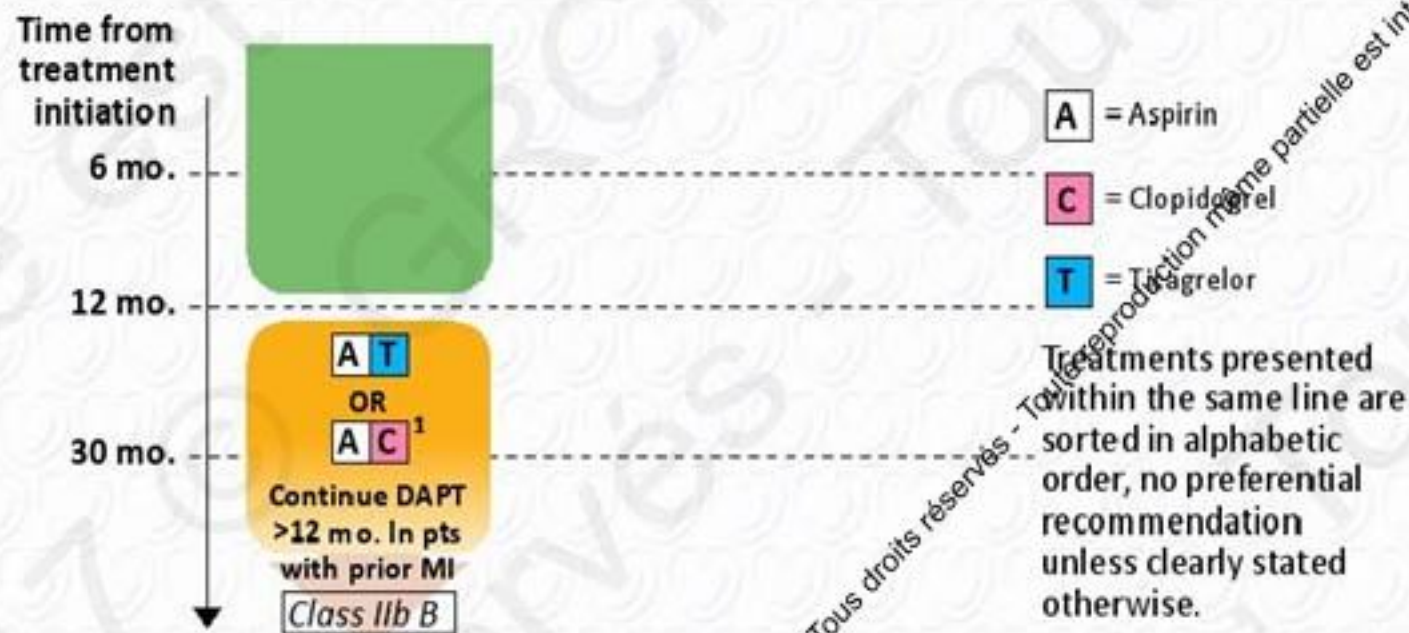 Time from
treatment
initiation
6 mo.
12 mo.
30 mo.
A T
OR
A C 1
Continue DAPT
>12 mo. In pts
with prior MI
Class IIb B
A = Aspirin
C = Clopidogrel
T = Ticagrelor
Treatments presented
within the same line are
sorted in alphabetic
order, no preferential
recommendation
unless clearly stated
otherwise.
Tous droits réservés - Toute reproduction même partielle est